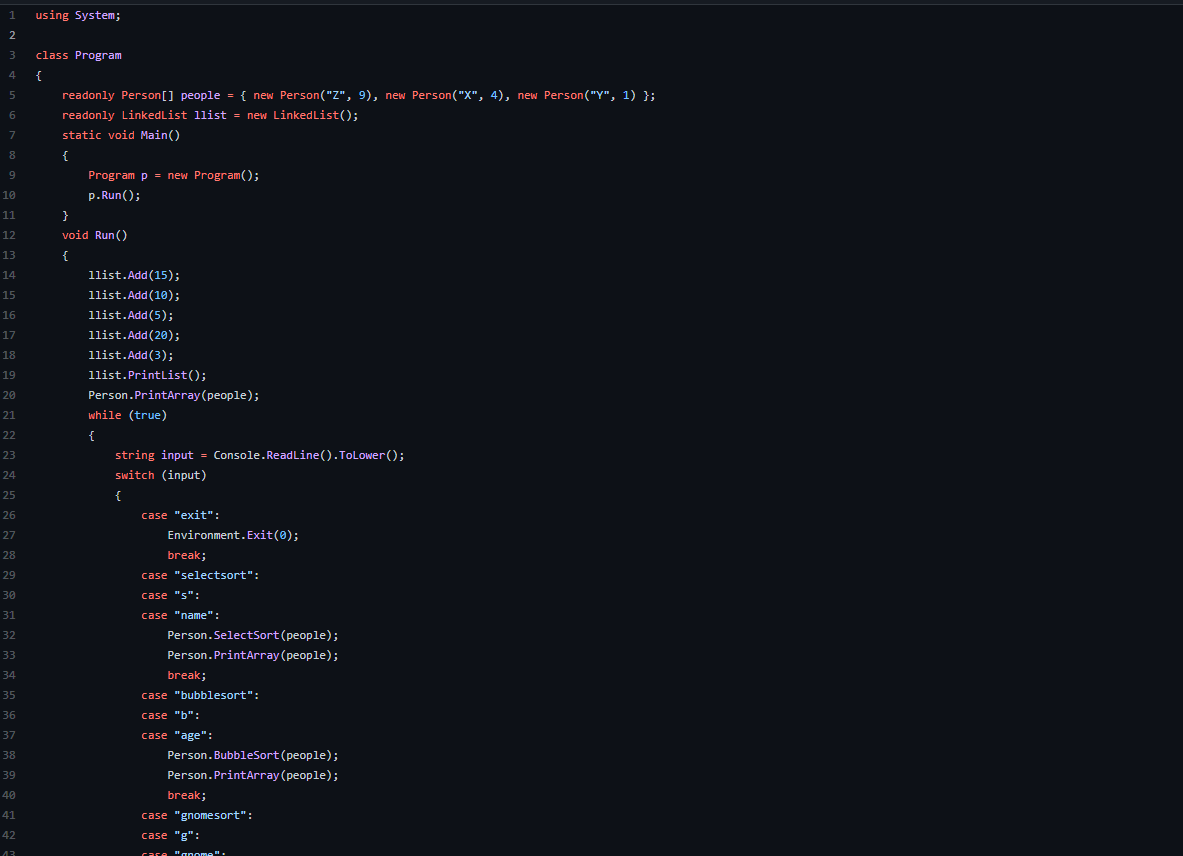 1 using System;
2
3 class Program
4 {
5 readonly Person[] people = { new Person("Z", 9), new Person("X", 4), new Person("Y", 1) };
6 readonly LinkedList llist = new LinkedList();
7 static void Main()
8 {
9 Program p = new Program();
10 p.Run();
11 }
12 void Run()
13 {
14 llist.Add(15);
15 llist.Add(10);
16 llist.Add(5);
17 llist.Add(20);
18 llist.Add(3);
19 llist.PrintList();
20 Person.PrintArray(people);
21 while (true)
22 {
23 string input = Console.ReadLine().ToLower();
24 switch (input)
25 {
26 case "exit":
27 Environment.Exit(0);
28 break;
29 case "selectsort":
30 case "s":
31 case "name":
32 Person.SelectSort(people);
33 Person.PrintArray(people);
34 break;
35 case "bubblesort":
36 case "b":
37 case "age":
38 Person.BubbleSort(people);
39 Person.PrintArray(people);
40 break;
41 case "gnomesort":
42 case "g":
43 case "gnome":